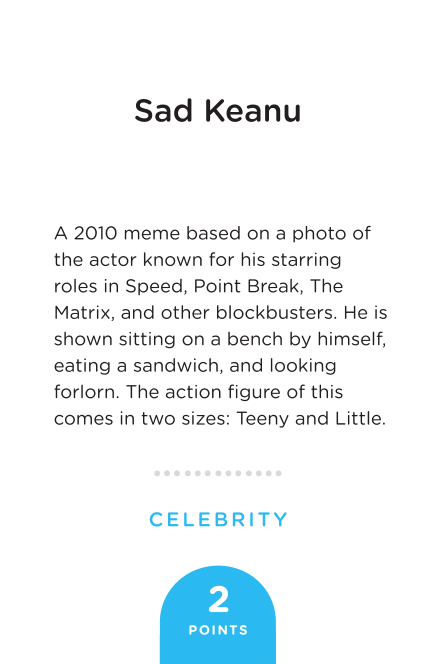 Sad Keanu
A 2010 meme based on a photo of
the actor known for his starring
roles in Speed, Point Break, The
Matrix, and other blockbusters. He is
shown sitting on a bench by himself,
eating a sandwich, and looking
forlorn. The action figure of this
comes in two sizes: Teeny and Little.
CELEBRITY
2
POINTS